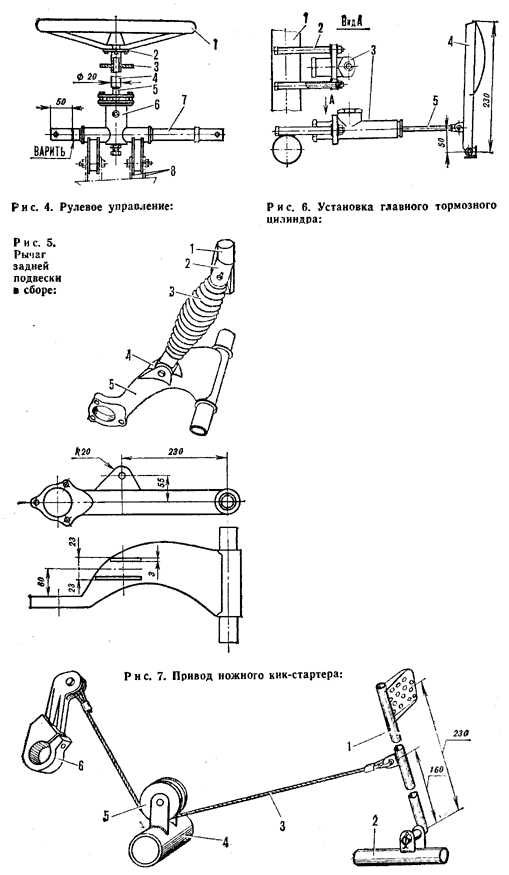 1
2
3
4
5
6
7
8
Ф 20
50
ВАРИТЬ
Рис. 4. Рулевое управление:
Вид А
1
2
3
4
5
А
230
50
Рис. 6. Установка главного тормозного
цилиндра:
Рис. 5.
Рычаг
задней
подвески
в сборе:
1
2
3
4
5
R20
230
55
23
60
23
3
Рис. 7. Привод ножного кик-стартера:
1
2
3
4
5
6
230
160